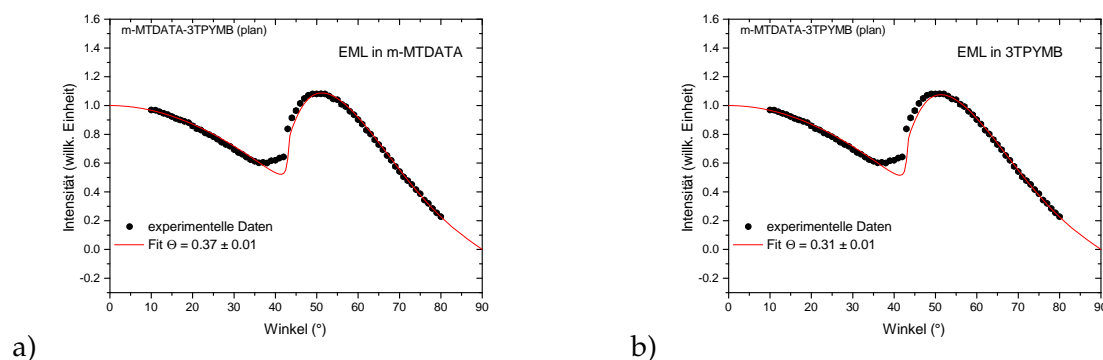 m-MTDATA-3TPYMB (plan)
EML in m-MTDATA
1.6
1.4
1.2
1.0
0.8
0.6
0.4
0.2
0.0
-0.2
Intensität (willk. Einheit)
experimentelle Daten
Fit Θ = 0.37 ± 0.01
0 10 20 30 40 50 60 70 80 90
Winkel (°)
a)
m-MTDATA-3TPYMB (plan)
EML in 3TPYMB
1.6
1.4
1.2
1.0
0.8
0.6
0.4
0.2
0.0
-0.2
Intensität (willk. Einheit)
experimentelle Daten
Fit Θ = 0.31 ± 0.01
0 10 20 30 40 50 60 70 80 90
Winkel (°)
b)